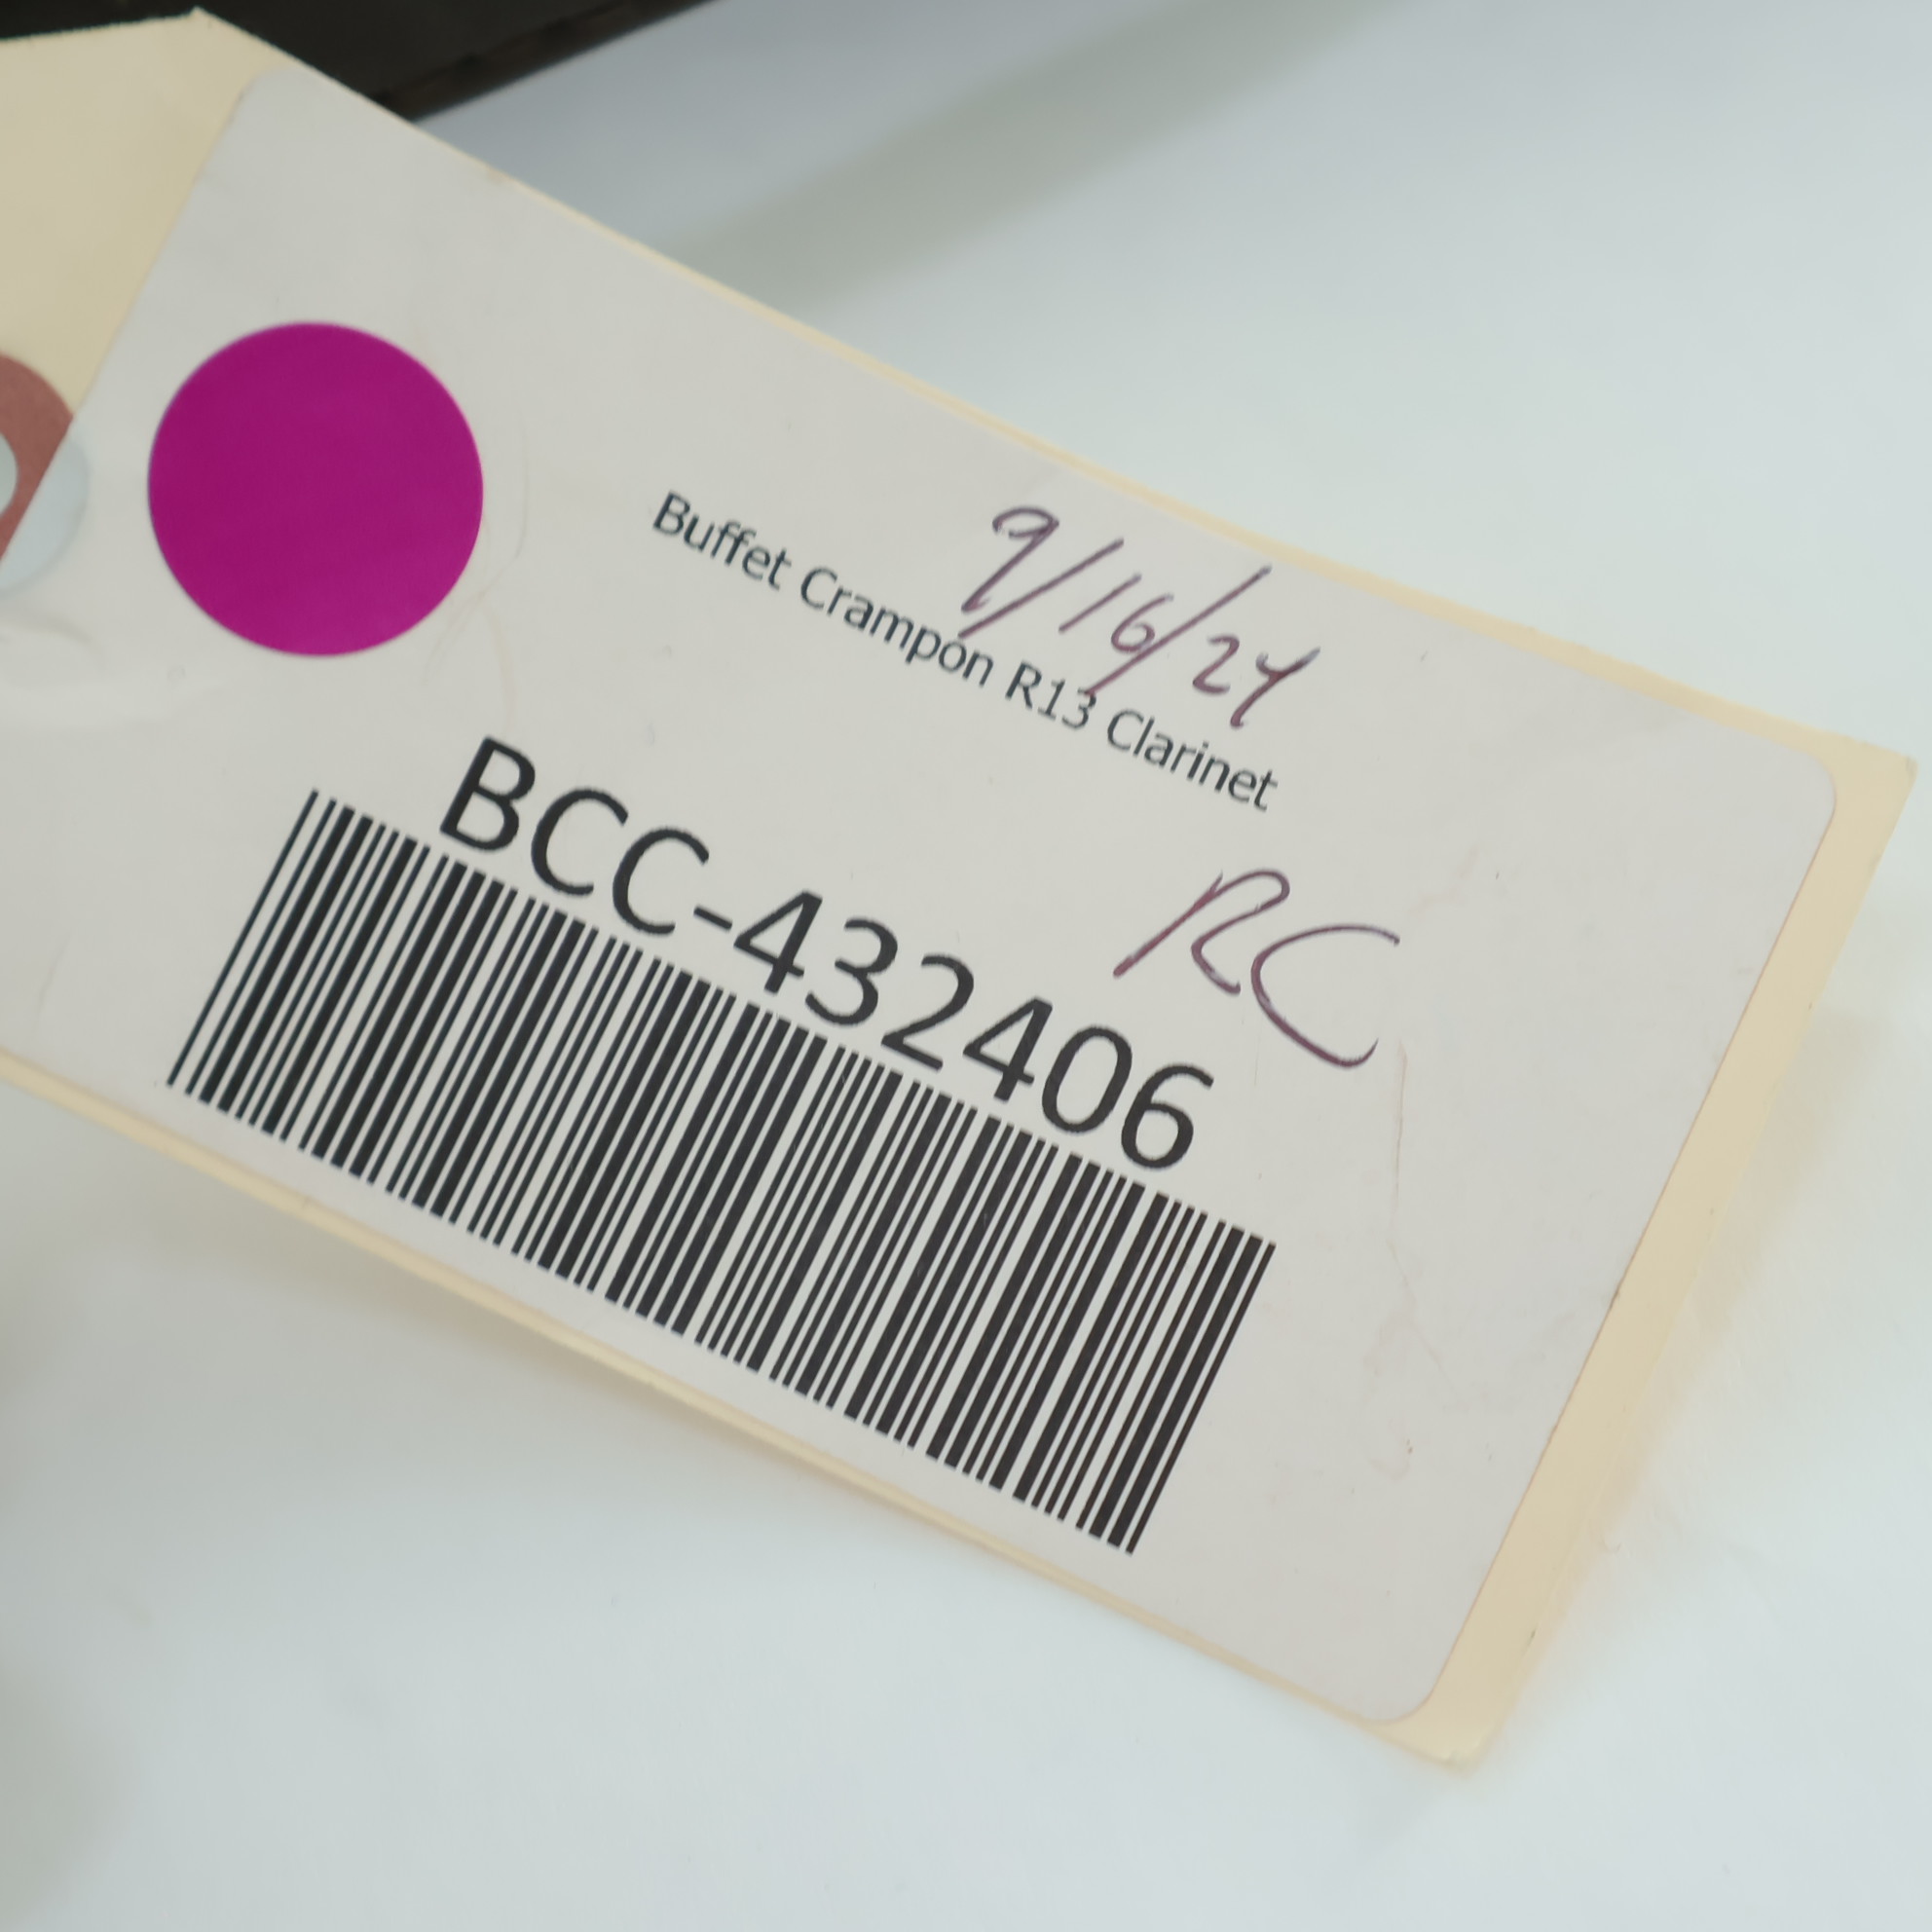 9/16/24
Buffet Crampon R13 Clarinet
RC
BCC-432406